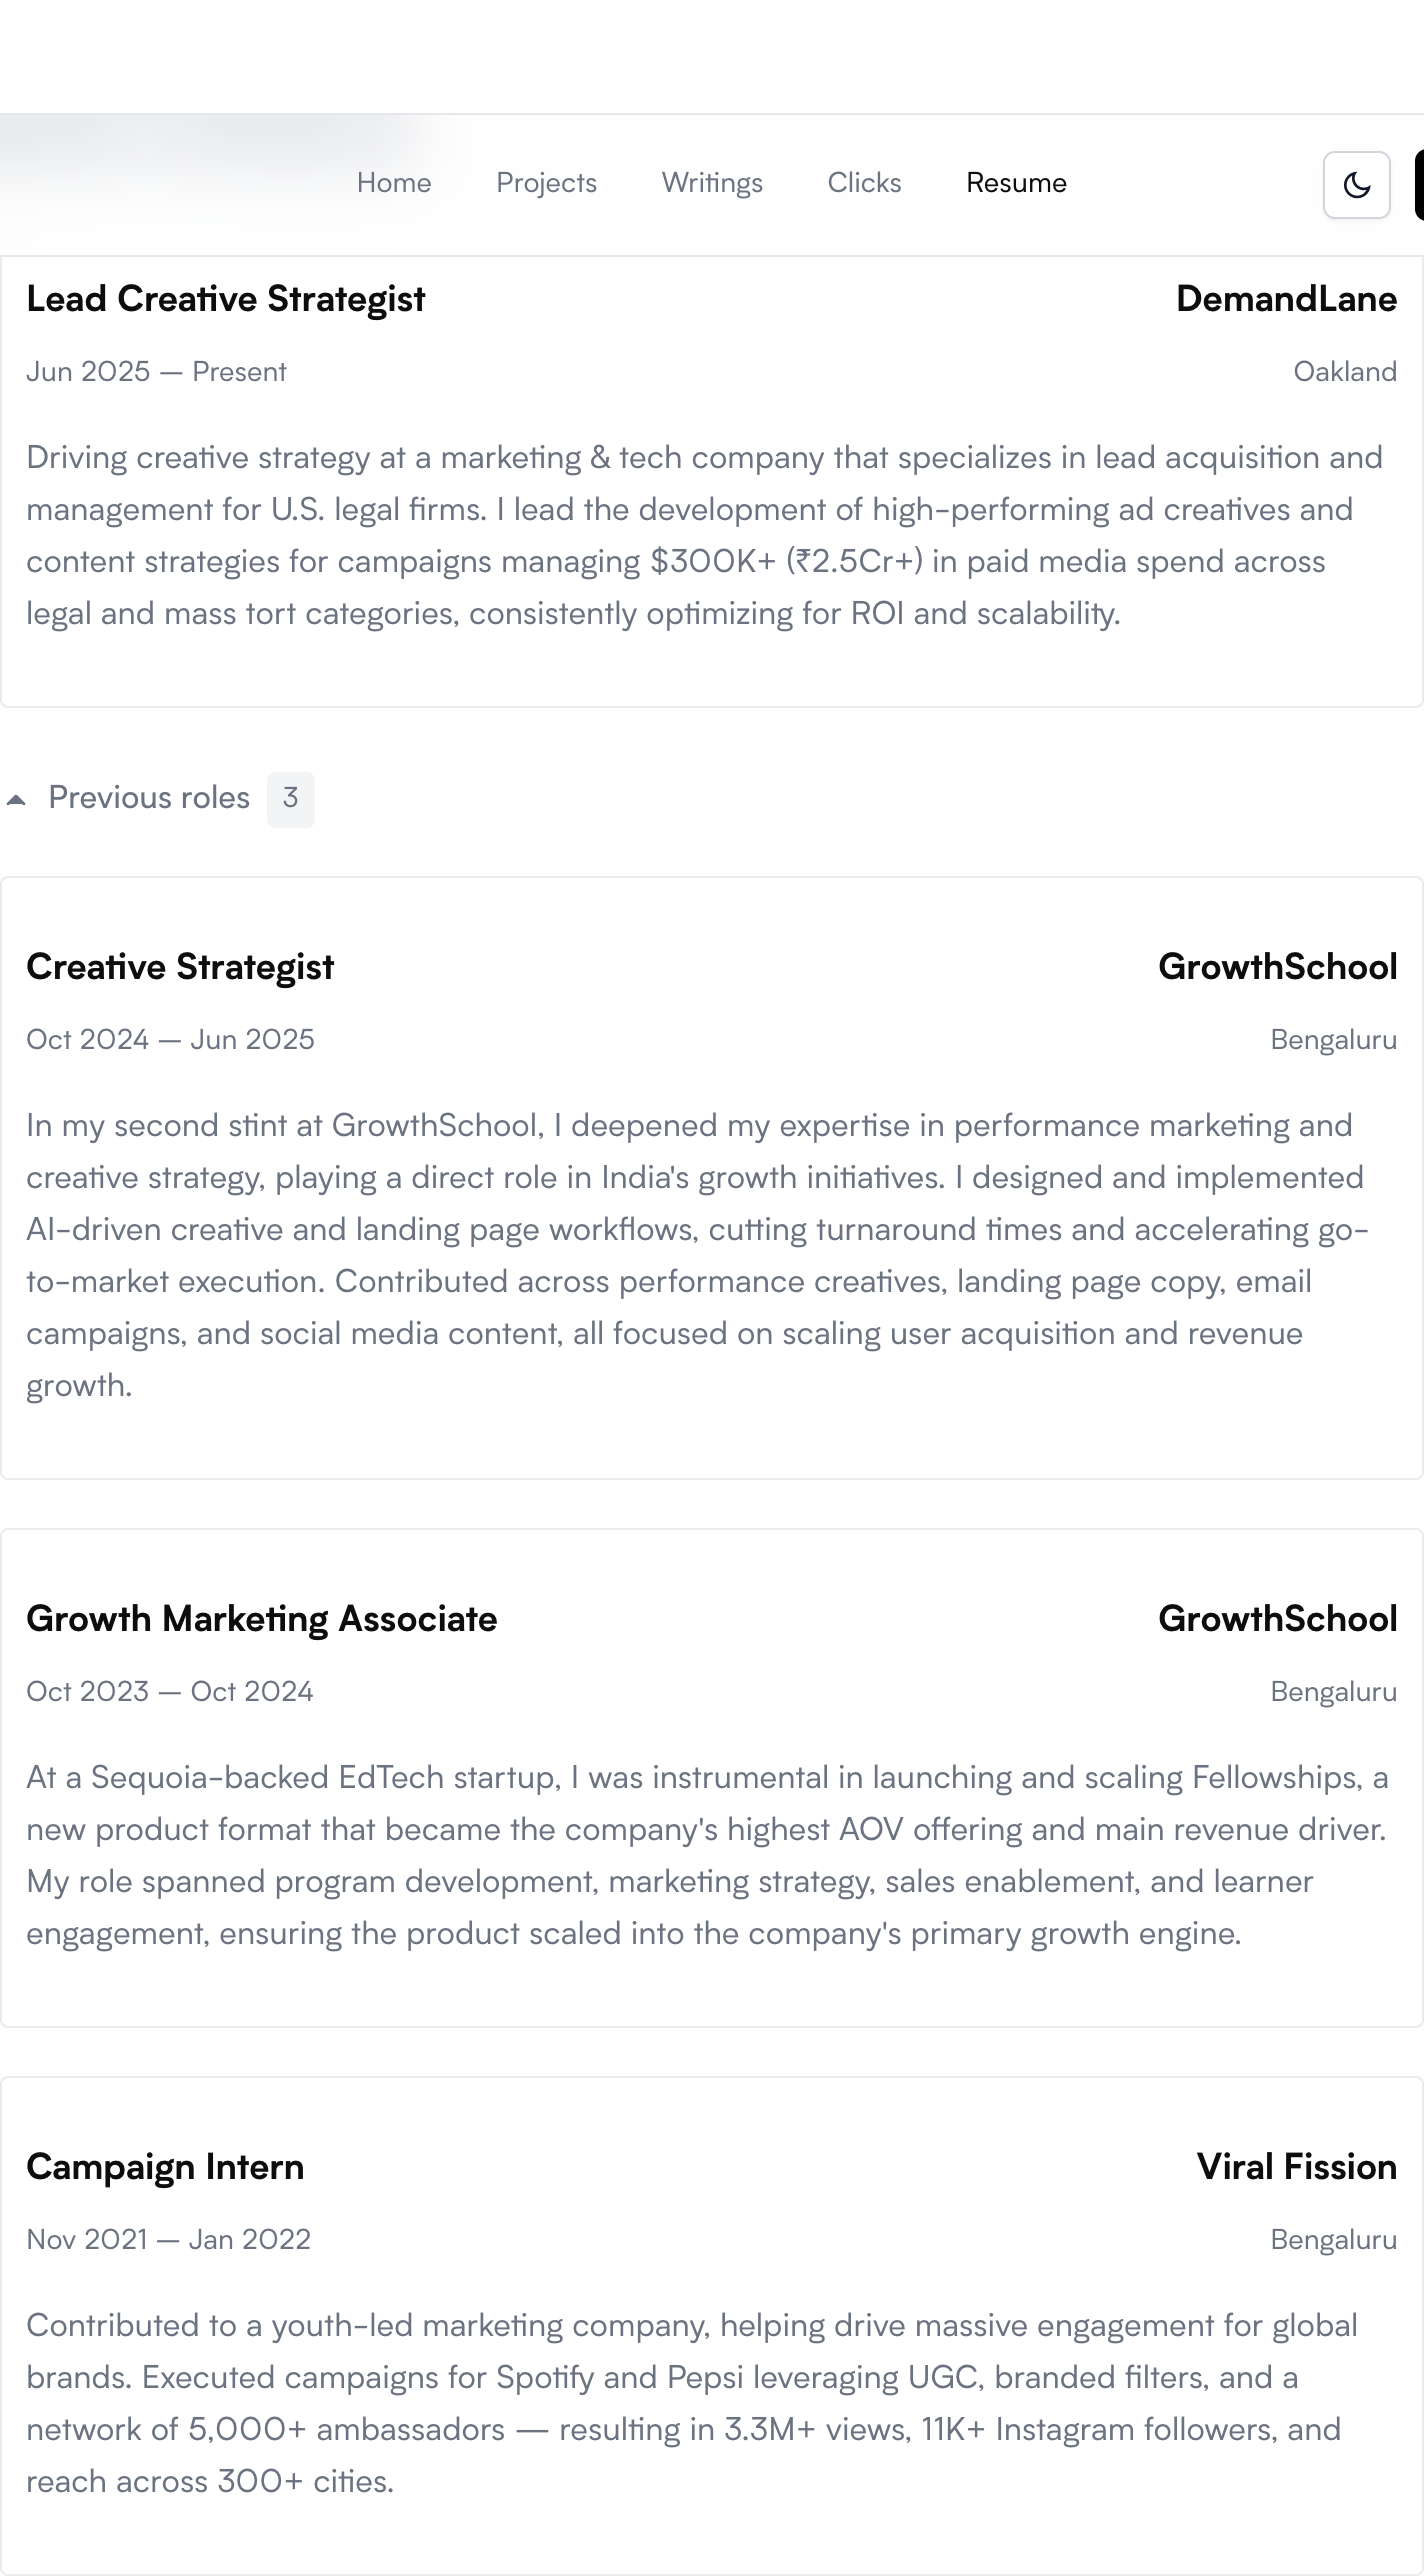 Home Projects Writings Clicks Resume
Lead Creative Strategist DemandLane
Jun 2025 — Present Oakland
Driving creative strategy at a marketing & tech company that specializes in lead acquisition and
management for U.S. legal firms. I lead the development of high-performing ad creatives and
content strategies for campaigns managing $300K+ (₹2.5Cr+) in paid media spend across
legal and mass tort categories, consistently optimizing for ROI and scalability.
Previous roles 3
Creative Strategist GrowthSchool
Oct 2024 — Jun 2025 Bengaluru
In my second stint at GrowthSchool, I deepened my expertise in performance marketing and
creative strategy, playing a direct role in India's growth initiatives. I designed and implemented
AI-driven creative and landing page workflows, cutting turnaround times and accelerating go-
to-market execution. Contributed across performance creatives, landing page copy, email
campaigns, and social media content, all focused on scaling user acquisition and revenue
growth.
Growth Marketing Associate GrowthSchool
Oct 2023 — Oct 2024 Bengaluru
At a Sequoia-backed EdTech startup, I was instrumental in launching and scaling Fellowships, a
new product format that became the company's highest AOV offering and main revenue driver.
My role spanned program development, marketing strategy, sales enablement, and learner
engagement, ensuring the product scaled into the company's primary growth engine.
Campaign Intern Viral Fission
Nov 2021 — Jan 2022 Bengaluru
Contributed to a youth-led marketing company, helping drive massive engagement for global
brands. Executed campaigns for Spotify and Pepsi leveraging UGC, branded filters, and a
network of 5,000+ ambassadors — resulting in 3.3M+ views, 11K+ Instagram followers, and
reach across 300+ cities.